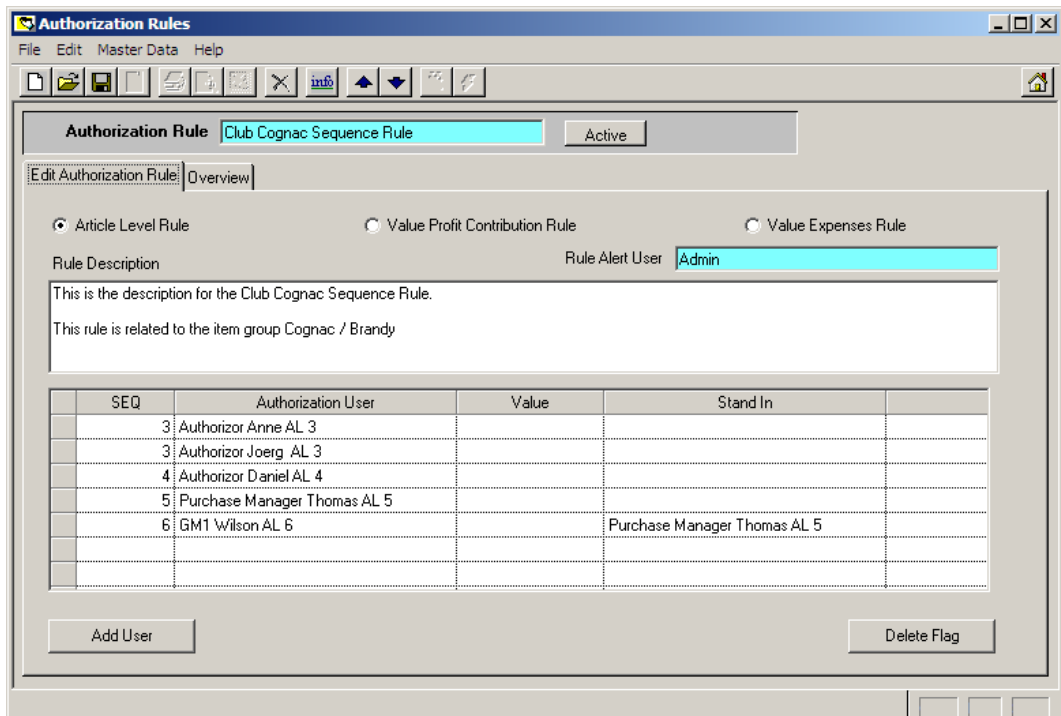 Authorization Rules
File Edit Master Data Help
info
Authorization Rule Club Cognac Sequence Rule Active
Edit Authorization Rule Overview
Article Level Rule Value Profit Contribution Rule Value Expenses Rule
Rule Description Rule Alert User Admin
This is the description for the Club Cognac Sequence Rule.
This rule is related to the item group Cognac / Brandy
SEQ Authorization User Value Stand In
3 Authorizor Anne AL 3
3 Authorizor Joerg AL 3
4 Authorizor Daniel AL 4
5 Purchase Manager Thomas AL 5
6 GM1 Wilson AL 6 Purchase Manager Thomas AL 5
Add User Delete Flag